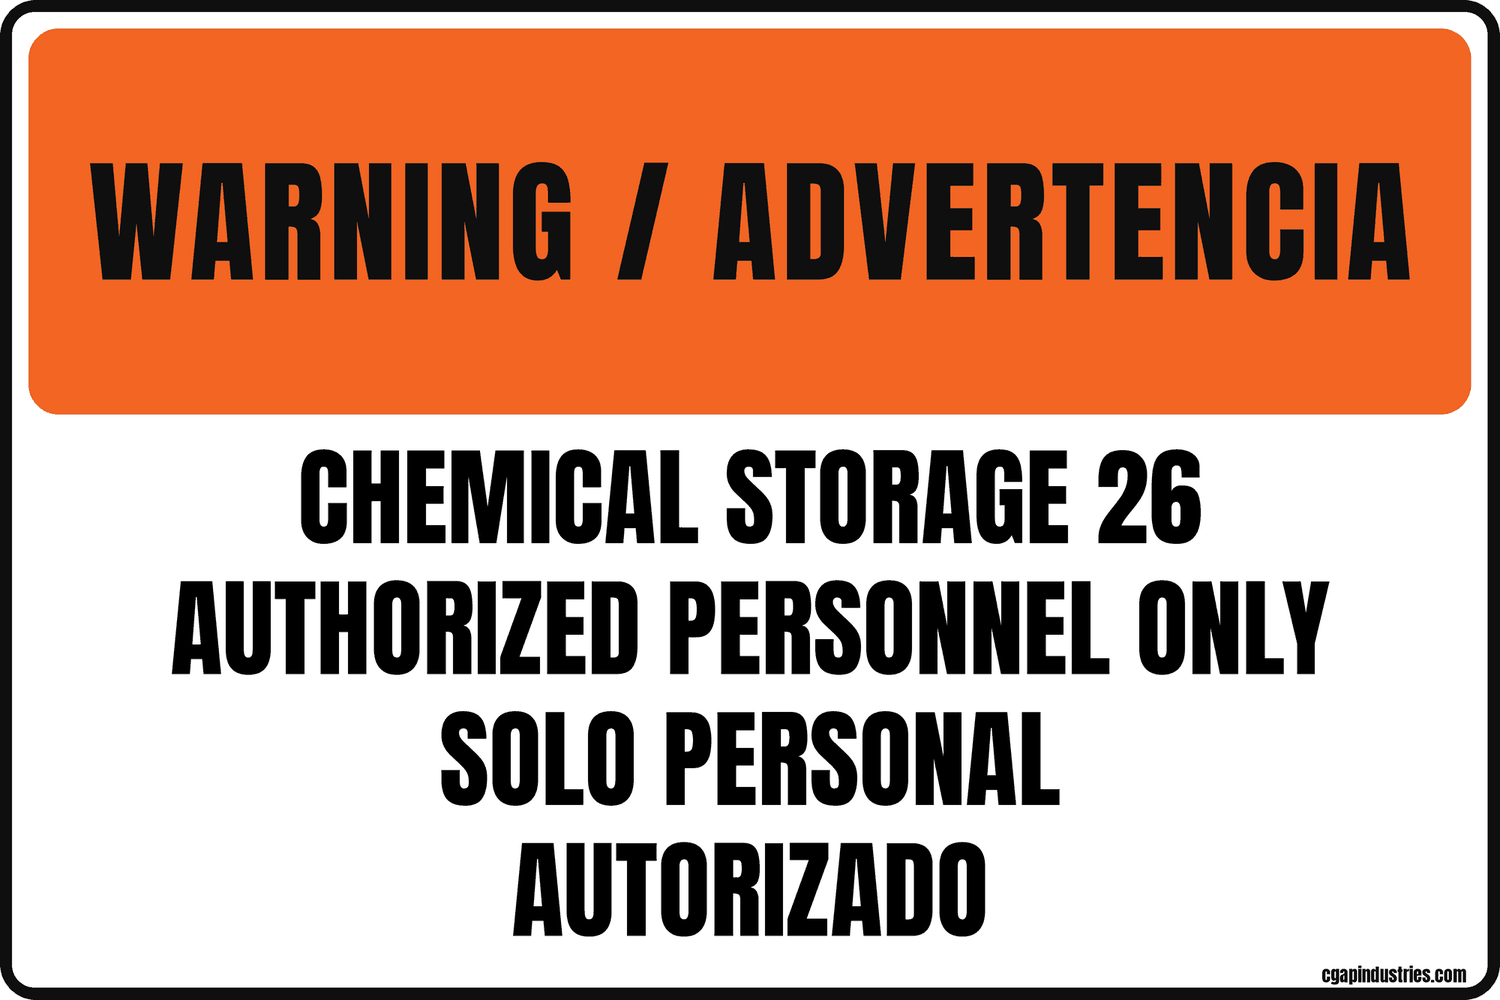 WARNING / ADVERTENCIA
CHEMICAL STORAGE 26
AUTHORIZED PERSONNEL ONLY
SOLO PERSONAL
AUTORIZADO
cgapindustries.com